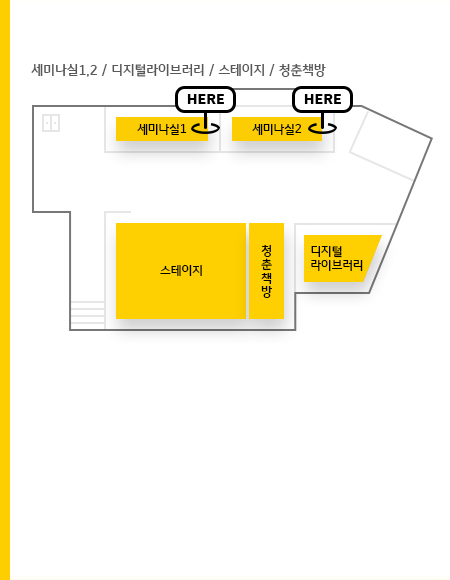 세미나실1,2 / 디지털라이브러리 / 스테이지 / 청춘책방
HERE HERE
세미나실1 세미나실2
스테이지
청춘책방
디지털
라이브러리